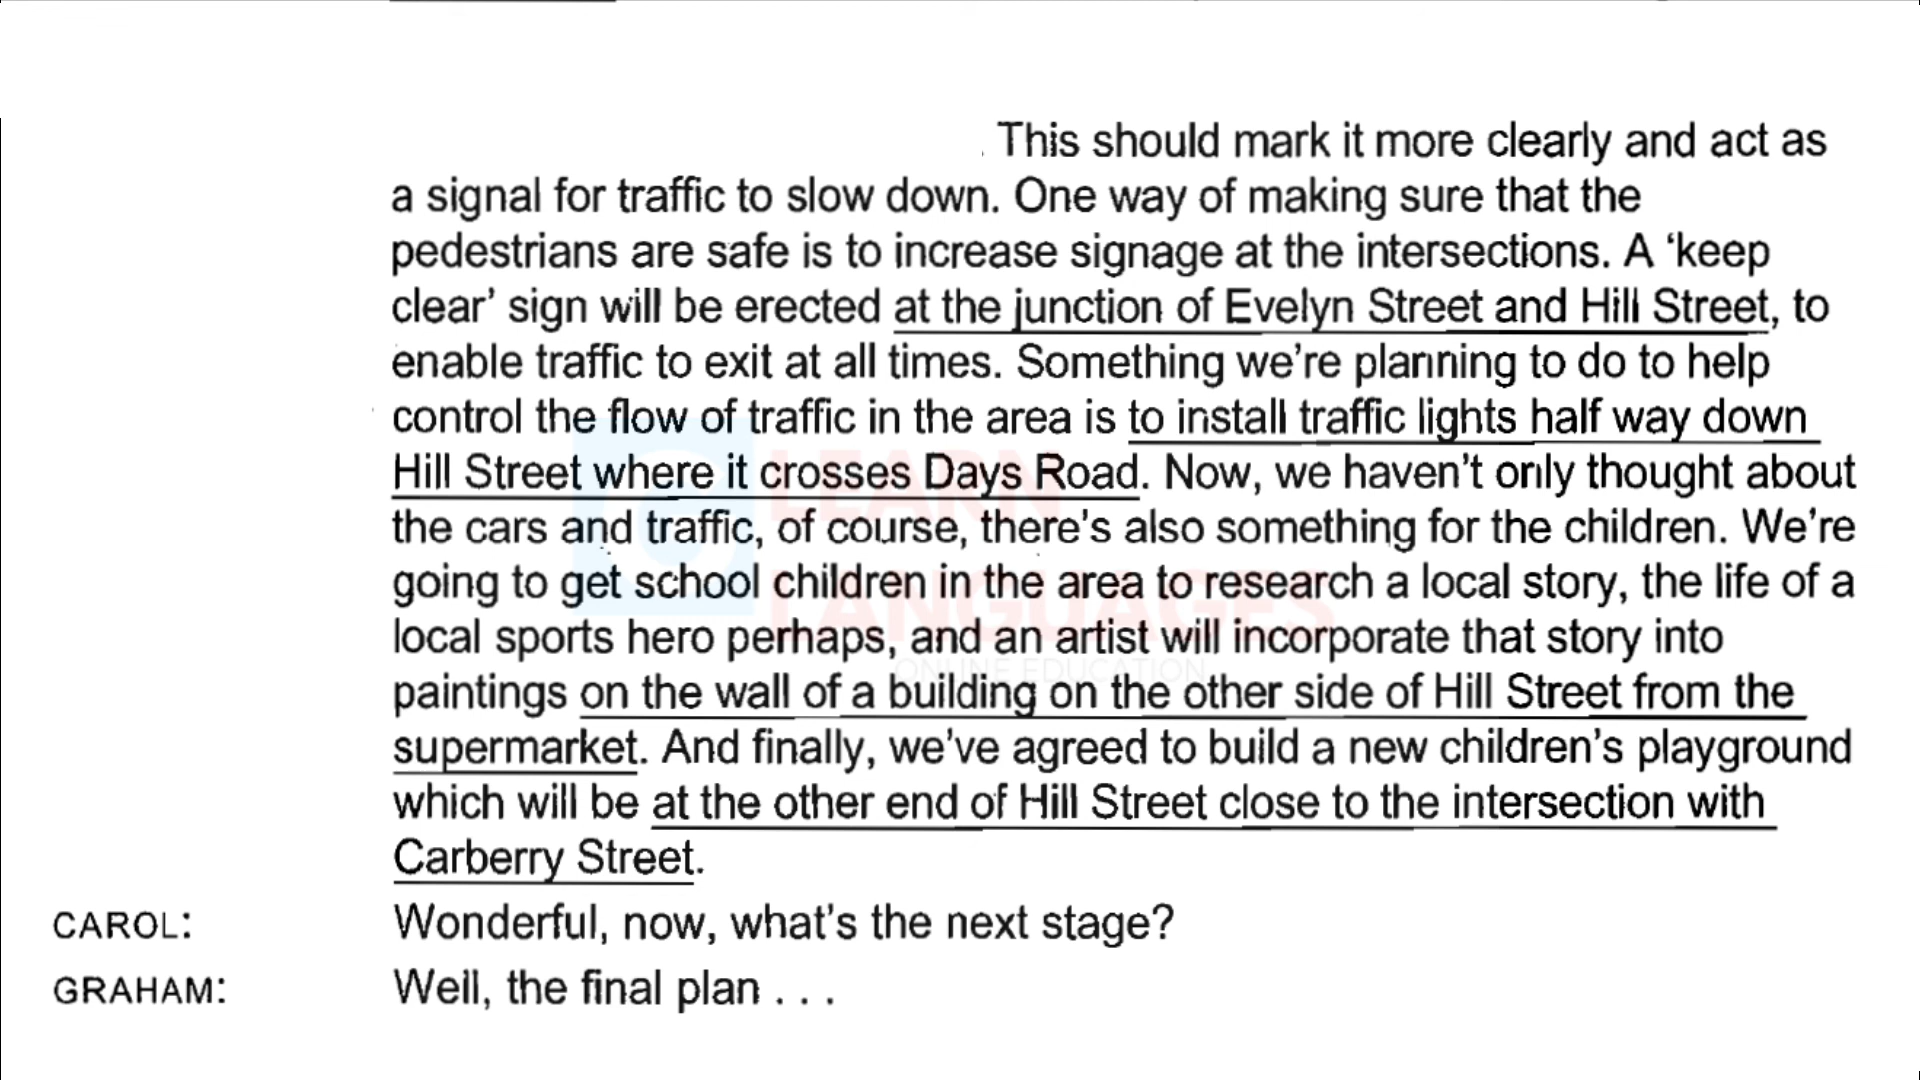 This should mark it more clearly and act as
a signal for traffic to slow down. One way of making sure that the
pedestrians are safe is to increase signage at the intersections. A ‘keep
clear’ sign will be erected at the junction of Evelyn Street and Hill Street, to
enable traffic to exit at all times. Something we’re planning to do to help
control the flow of traffic in the area is to install traffic lights half way down
Hill Street where it crosses Days Road. Now, we haven’t only thought about
the cars and traffic, of course, there’s also something for the children. We’re
going to get school children in the area to research a local story, the life of a
local sports hero perhaps, and an artist will incorporate that story into
paintings on the wall of a building on the other side of Hill Street from the
supermarket. And finally, we’ve agreed to build a new children’s playground
which will be at the other end of Hill Street close to the intersection with
Carberry Street.
CAROL: Wonderful, now, what’s the next stage?
GRAHAM: Well, the final plan . . .
LEARN
LANGUAGES
ONLINE EDUCATION